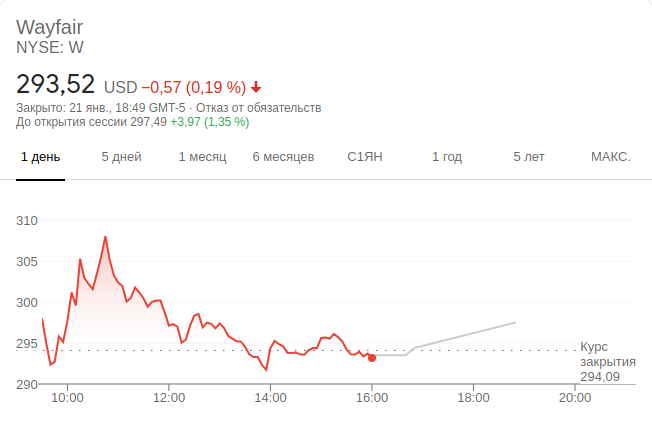 Wayfair
NYSE: W
293,52 USD −0,57 (0,19 %)
Закрыто: 21 янв., 18:49 GMT-5 · Отказ от обязательств
До открытия сессии 297,49 +3,97 (1,35 %)
1 день 5 дней 1 месяц 6 месяцев С1ЯН 1 год 5 лет МАКС.
310
305
300
295
290
Курс
закрытия
294,09
10:00 12:00 14:00 16:00 18:00 20:00